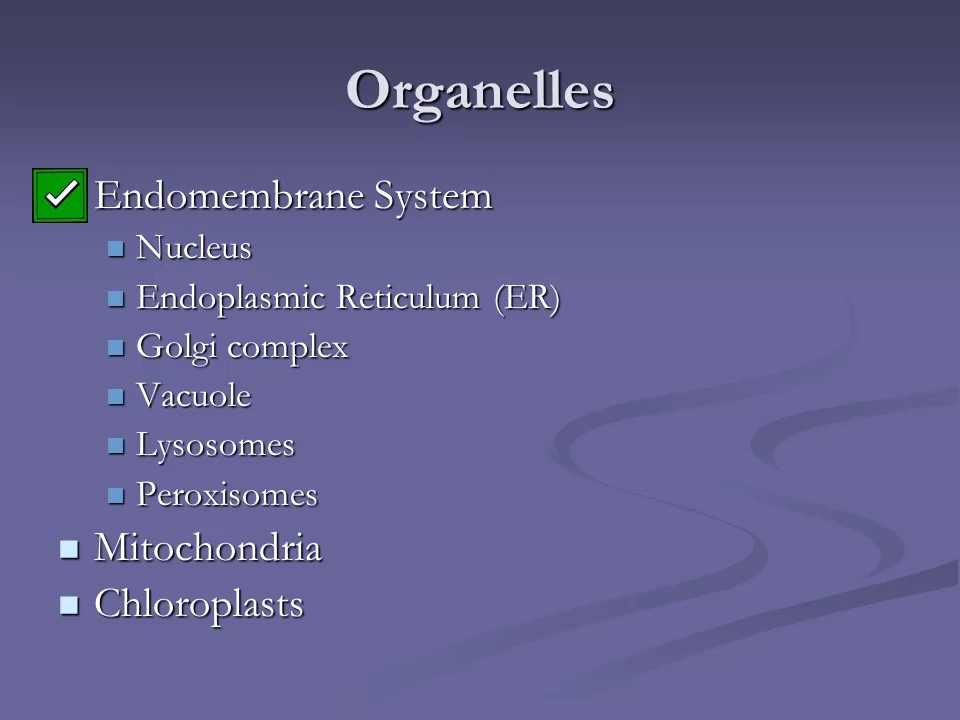 Organelles
Endomembrane System
Nucleus
Endoplasmic Reticulum (ER)
Golgi complex
Vacuole
Lysosomes
Peroxisomes
Mitochondria
Chloroplasts